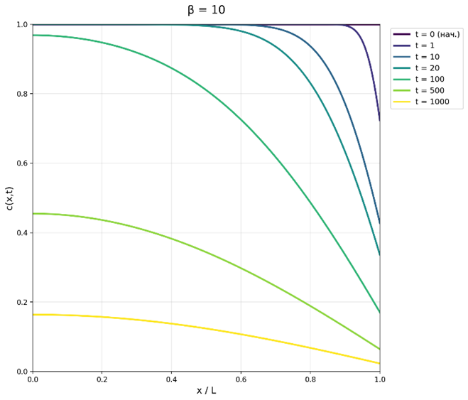 β = 10
1.0
0.8
0.6
0.4
0.2
0.0
c(x,t)
0.0 0.2 0.4 0.6 0.8 1.0
x / L
t = 0 (нач.)
t = 1
t = 10
t = 20
t = 100
t = 500
t = 1000